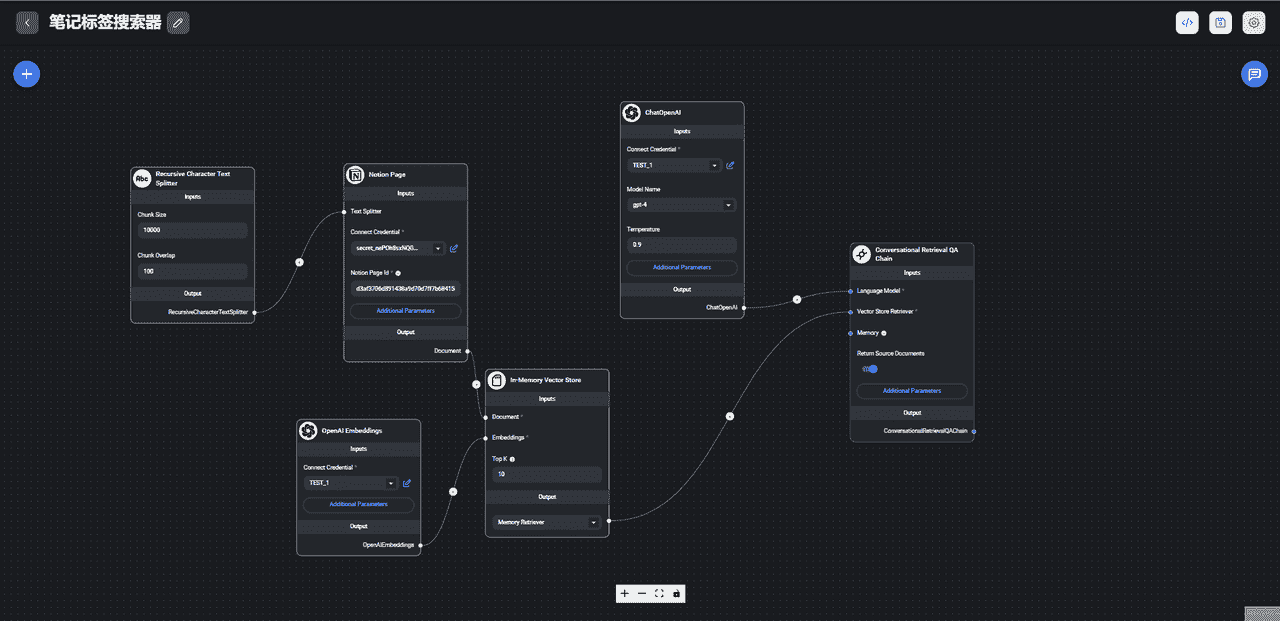 笔记标签搜索器
Abc
Recursive Character Text
Splitter
Inputs
Chunk Size
10000
Chunk Overlap
100
Output
RecursiveCharacterTextSplitter
Notion Page
Inputs
Text Splitter
Connect Credential *
Notion Page Id *
Additional Parameters
Output
Document
OpenAI Embeddings
Inputs
Connect Credential *
TEST_1
Additional Parameters
Output
OpenAIEmbeddings
In-Memory Vector Store
Inputs
Document *
Embeddings *
Top K
10
Output
Memory Retriever
ChatOpenAI
Inputs
Connect Credential *
TEST_1
Model Name
gpt-4
Temperature
0.9
Additional Parameters
Output
ChatOpenAI
Conversational Retrieval QA
Chain
Inputs
Language Model *
Vector Store Retriever *
Memory
Return Source Documents
Additional Parameters
Output
ConversationalRetrievalQAChain